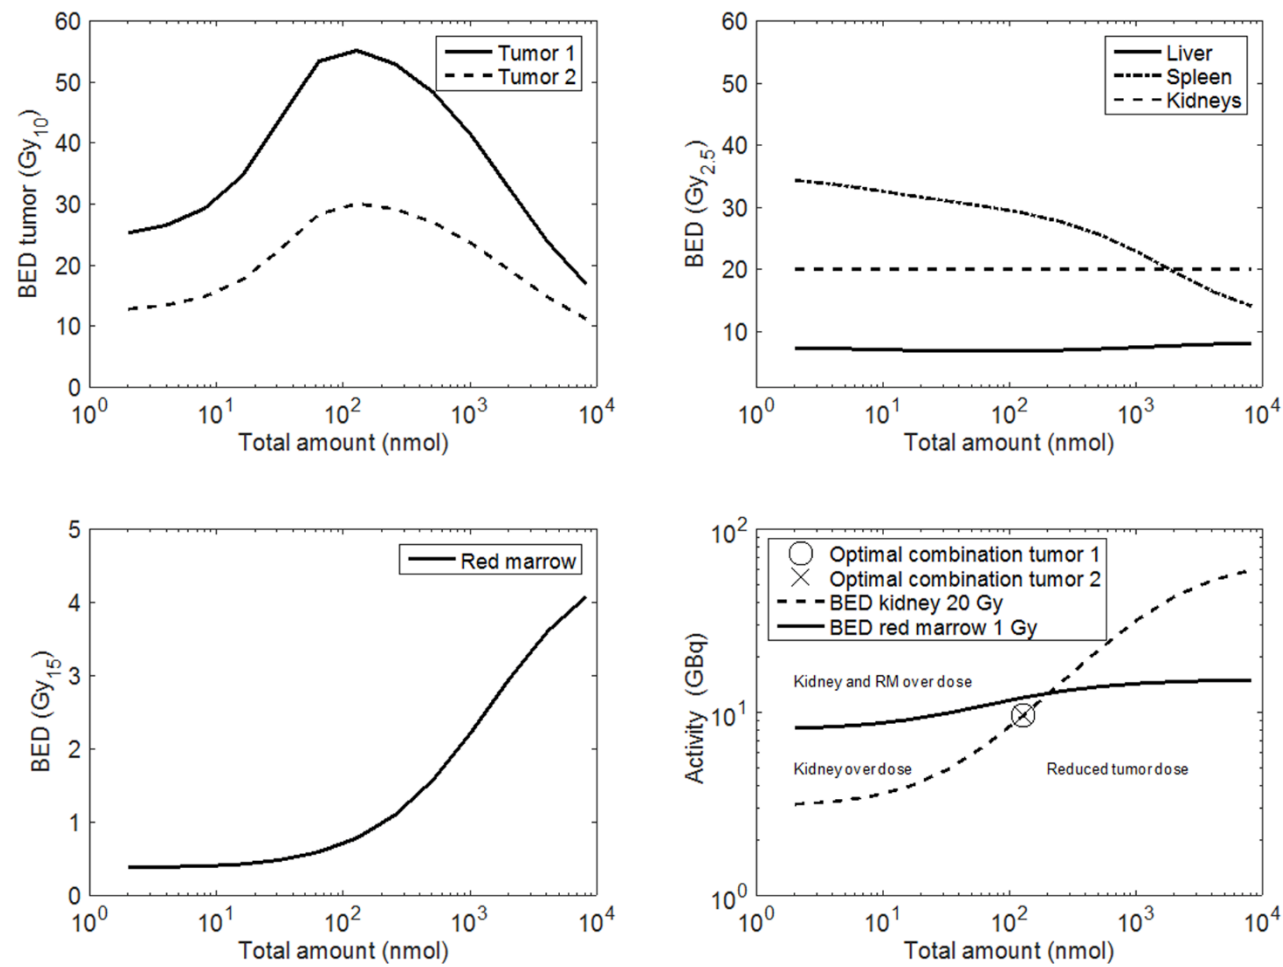 60
50
40
30
20
10
0
BED tumor (Gy10)
Tumor 1
Tumor 2
10^0
10^1
10^2
10^3
10^4
Total amount (nmol)
60
50
40
30
20
10
BED (Gy2.5)
Liver
Spleen
Kidneys
10^0
10^1
10^2
10^3
10^4
Total amount (nmol)
5
4
3
2
1
0
BED (Gy15)
Red marrow
10^0
10^1
10^2
10^3
10^4
Total amount (nmol)
10^2
10^1
10^0
Activity (GBq)
Optimal combination tumor 1
Optimal combination tumor 2
BED kidney 20 Gy
BED red marrow 1 Gy
Kidney and RM over dose
Kidney over dose
Reduced tumor dose
10^0
10^1
10^2
10^3
10^4
Total amount (nmol)